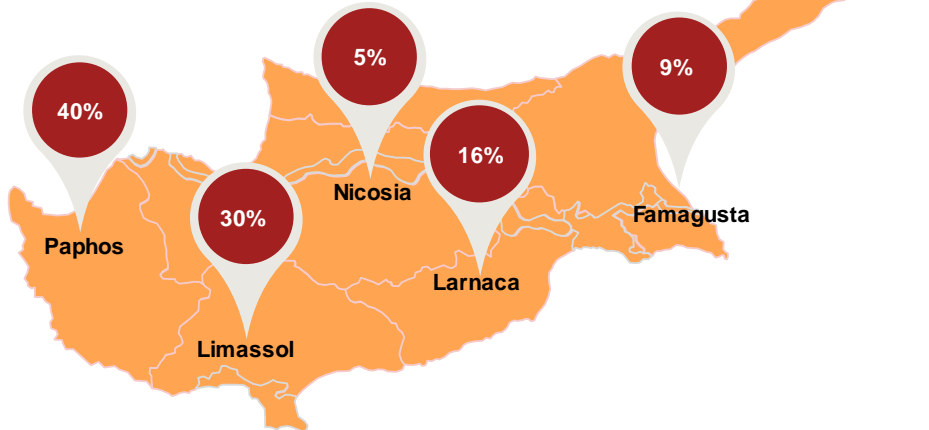 5%
9%
40%
16%
Nicosia
30%
Famagusta
Paphos
Larnaca
Limassol